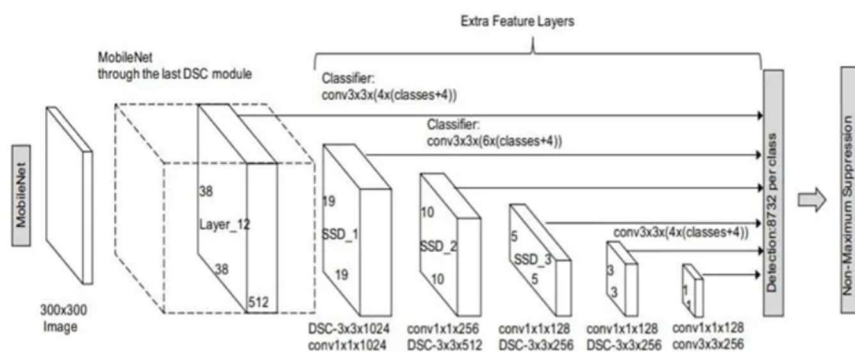 Extra Feature Layers
MobileNet
through the last DSC module
Classifier:
conv3x3x(4x(classes+4))
Classifier:
conv3x3x(6x(classes+4))
MobileNet
38
Layer_12
38
512
19
SSD_1
19
10
SSD_2
10
5
SSD_3
5
conv3x3x(4x(classes+4))
3
3
1
1
Detection:8732 per class
Non-Maximum Suppression
300x300
Image
DSC-3x3x1024
conv1x1x1024
conv1x1x256
DSC-3x3x512
conv1x1x128
DSC-3x3x256
conv1x1x128
DSC-3x3x256
conv1x1x128
conv3x3x256